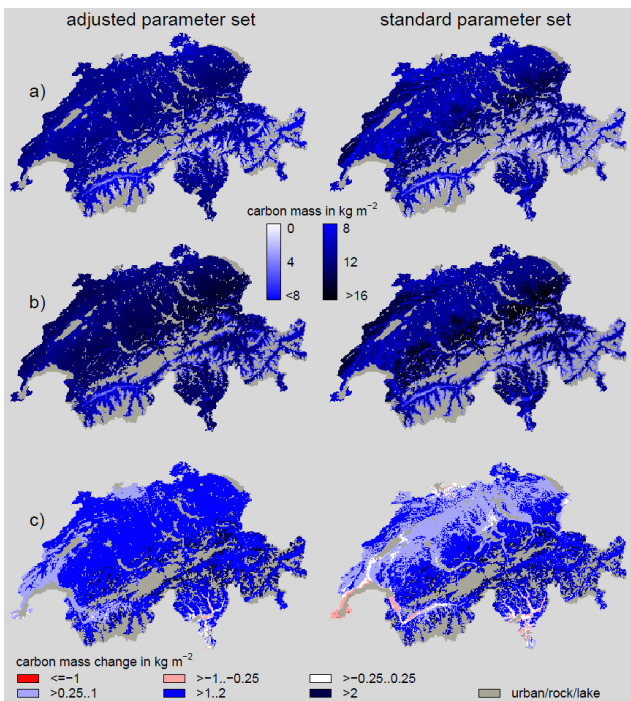 adjusted parameter set standard parameter set
a)
carbon mass in kg m⁻²
0 8
4 12
<8 >16
b)
c)
carbon mass change in kg m⁻²
<=−1 >−1..−0.25 >−0.25..0.25
>0.25..1 >1..2 >2 urban/rock/lake